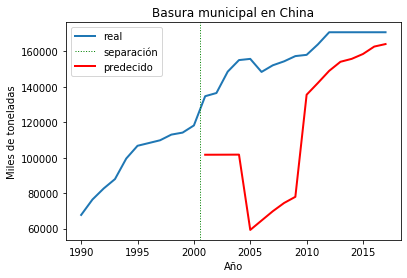 Basura municipal en China
real
separación
predecido
Miles de toneladas
160000
140000
120000
100000
80000
60000
1990
1995
2000
2005
2010
2015
Año